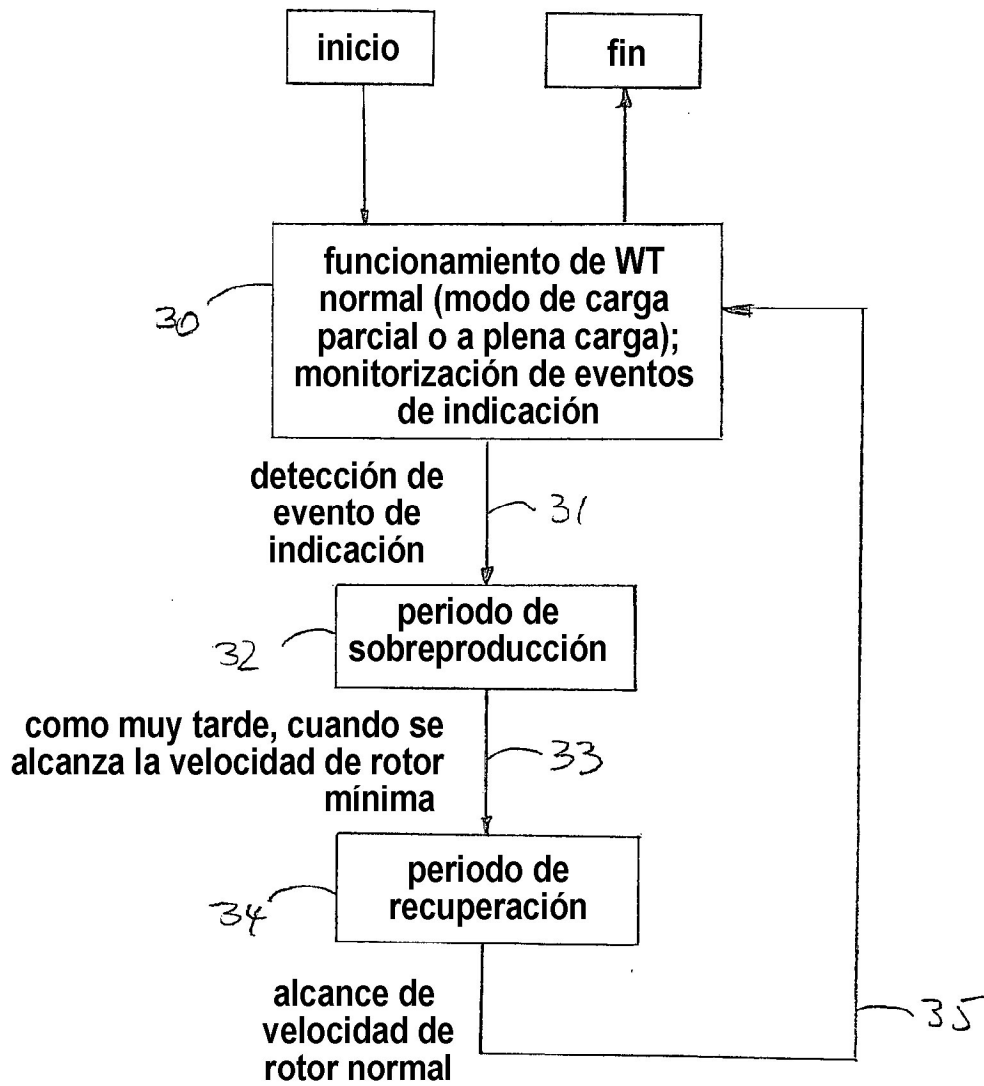 inicio
fin
funcionamiento de WT
normal (modo de carga
parcial o a plena carga);
monitorización de eventos
de indicación
30
detección de
evento de
indicación
31
periodo de
sobreproducción
32
como muy tarde, cuando se
alcanza la velocidad de rotor
mínima
33
periodo de
recuperación
34
alcance de
velocidad de
rotor normal
35